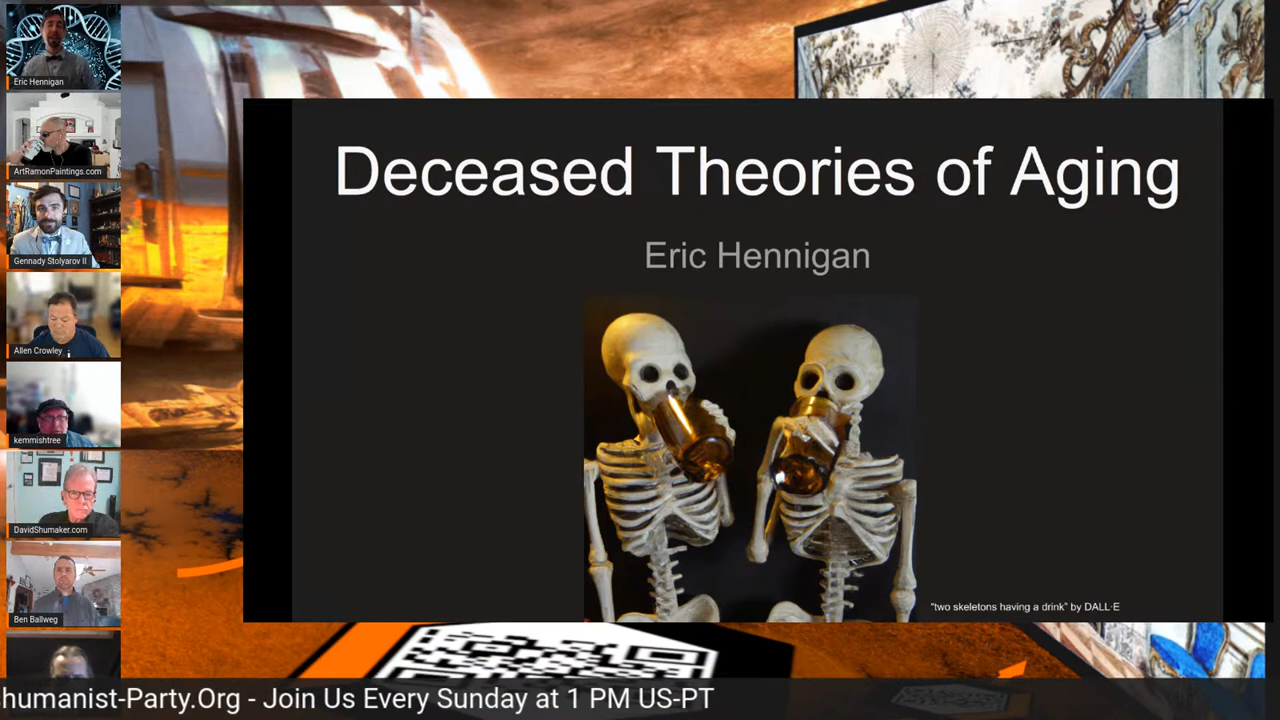 Eric Hennigan
ArtRamonPaintings.com
Gennady Stolyarov II
Allen Crowley
kemmishtree
DavidShumaker.com
Ben Ballweg
Deceased Theories of Aging
Eric Hennigan
"two skeletons having a drink" by DALL·E
humanist-Party.Org - Join Us Every Sunday at 1 PM US-PT